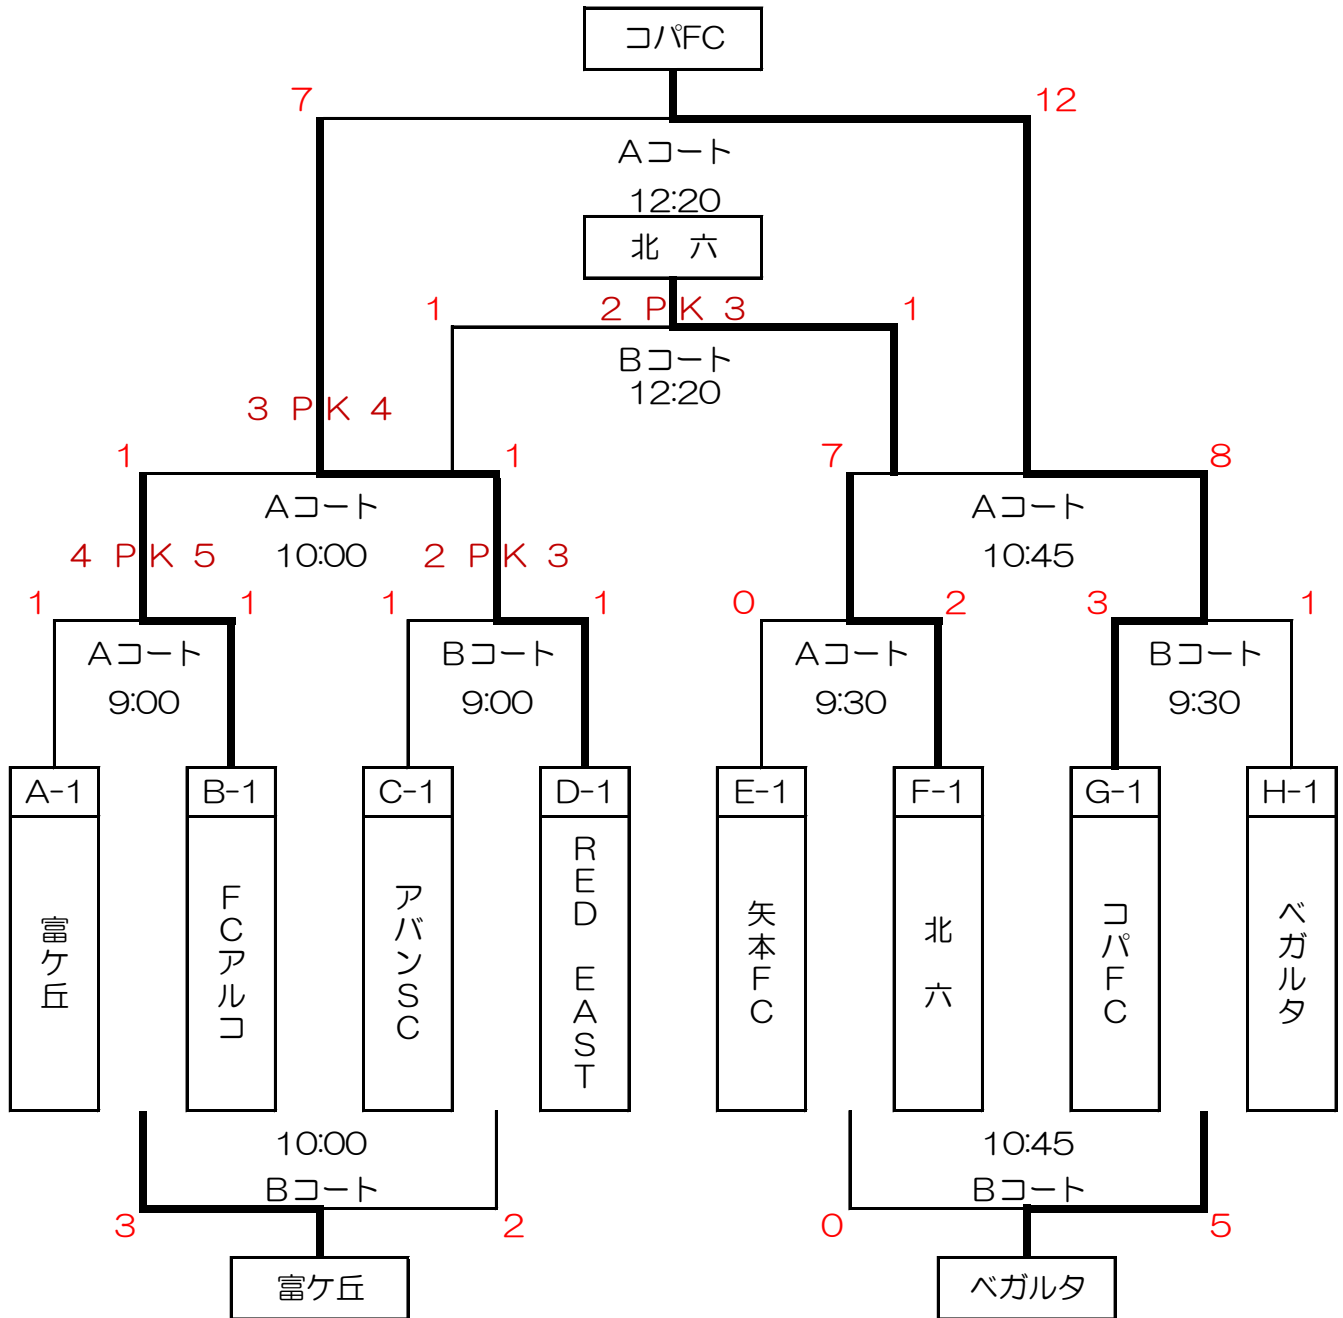 コパFC
7
12
Aコート
12:20
北 六
1
2 PK 3
1
Bコート
12:20
3 PK 4
1
1
7
8
Aコート
Aコート
4 PK 5
10:00
2 PK 3
10:45
1
1
1
1
0
2
3
1
Aコート
Bコート
Aコート
Bコート
9:00
9:00
9:30
9:30
A-1
B-1
C-1
D-1
E-1
F-1
G-1
H-1
富ケ丘
FCアルコ
アバンSC
RED EAST
矢本FC
北 六
コパFC
ベガルタ
10:00
10:45
Bコート
Bコート
3
2
0
5
富ケ丘
ベガルタ